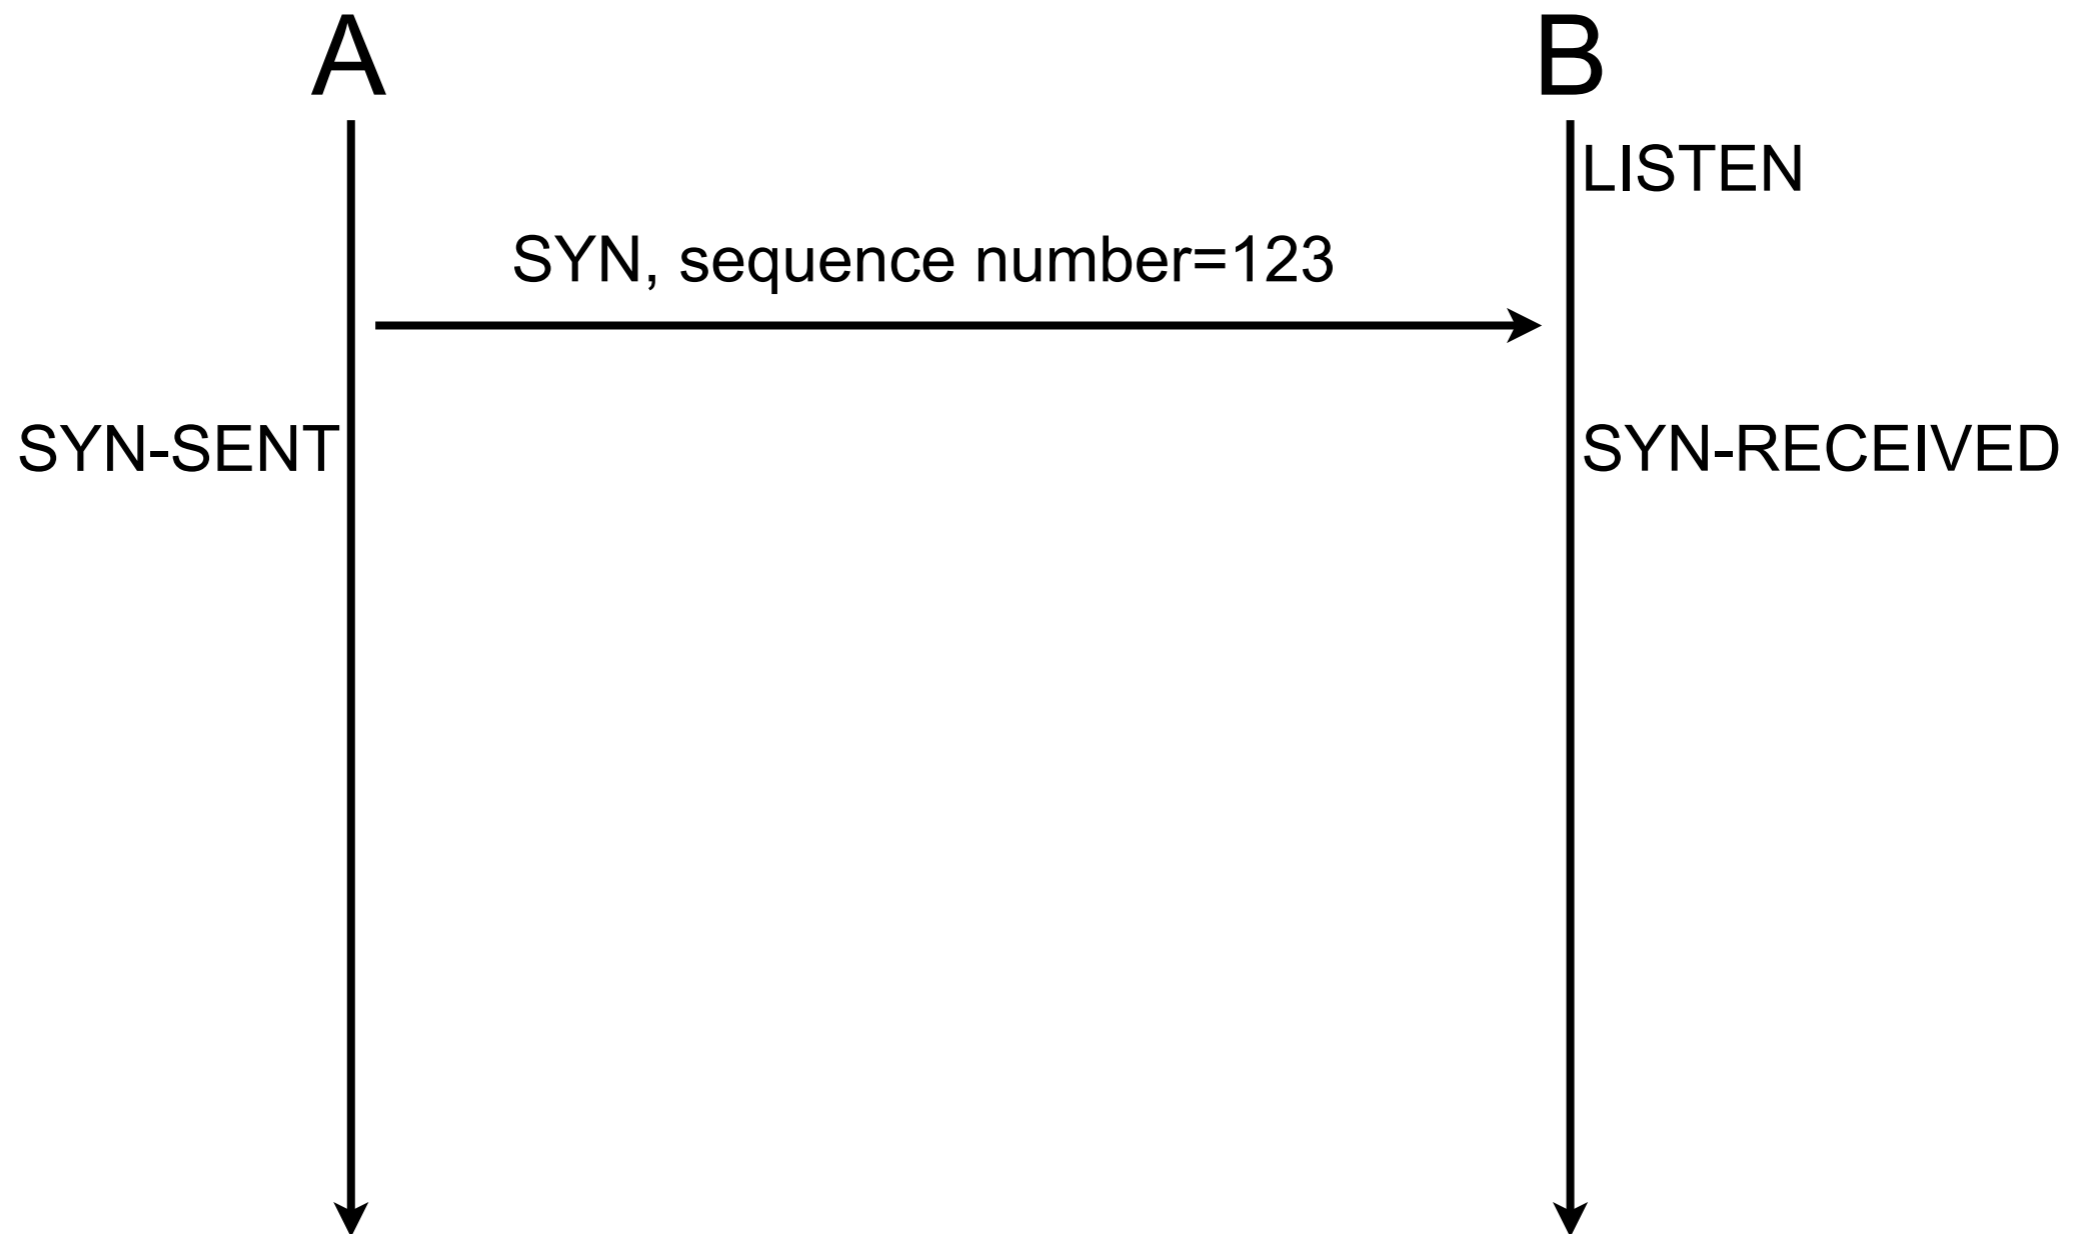 A
B
LISTEN
SYN, sequence number=123
SYN-SENT
SYN-RECEIVED